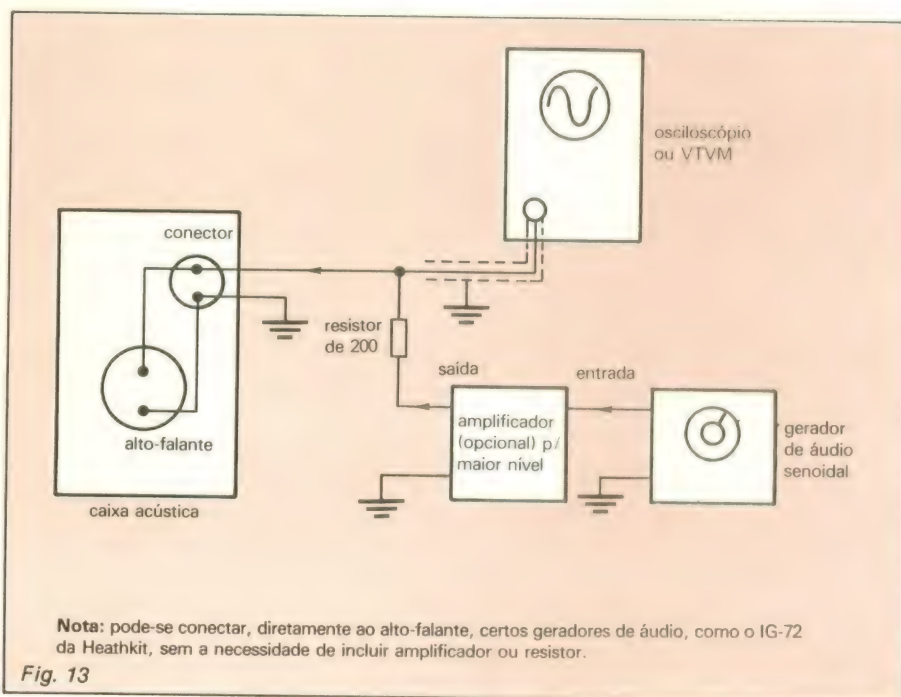 osciloscópio
ou VTVM
conector
resistor
de 200
saída
entrada
alto-falante
amplificador
(opcional) p/
maior nível
gerador
de áudio
senoidal
caixa acústica
Nota: pode-se conectar, diretamente ao alto-falante, certos geradores de áudio, como o IG-72
da Heathkit, sem a necessidade de incluir amplificador ou resistor.
Fig. 13